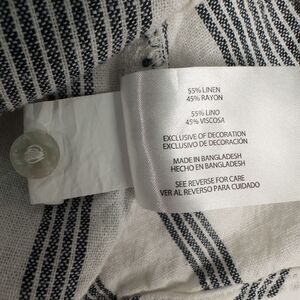 55% LINEN
45% RAYON
55% LINO
45% VISCOSA
EXCLUSIVE OF DECORATION
EXCLUSIVO DE DECORACIÓN
MADE IN BANGLADESH
HECHO EN BANGLADESH
SEE REVERSE FOR CARE
VER AL REVERSO PARA CUIDADO